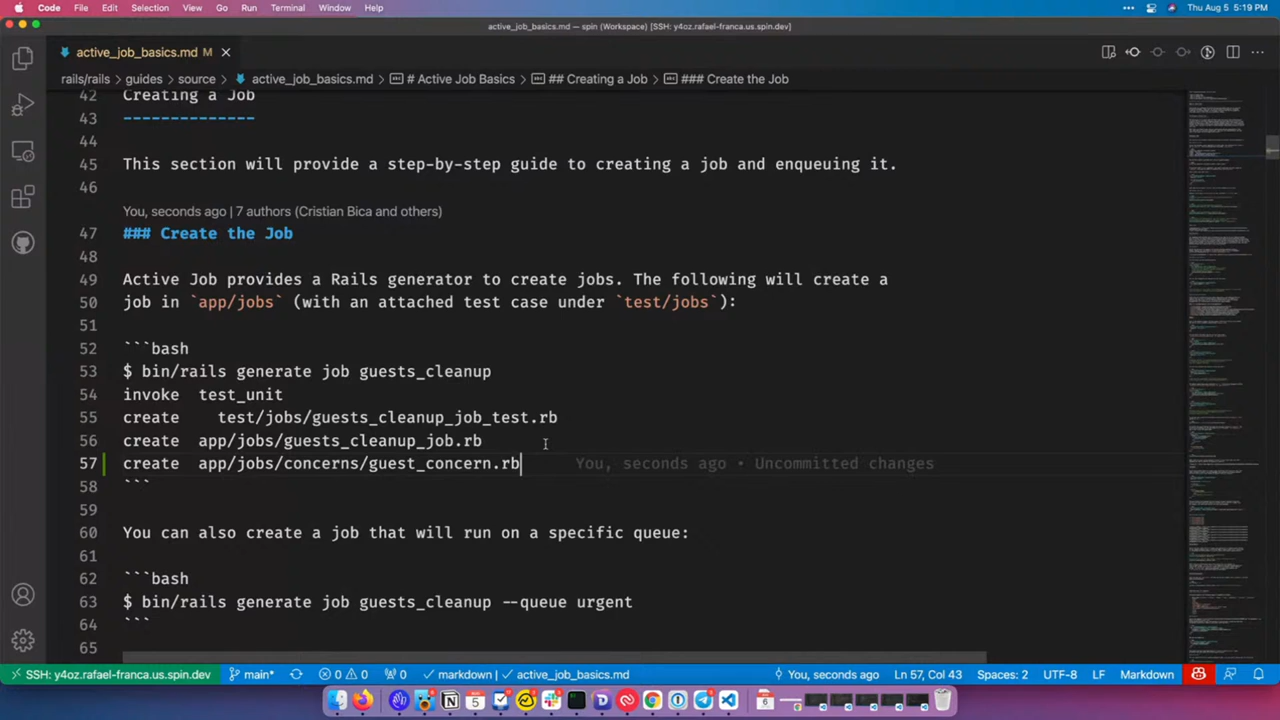 Code File Edit Selection View Go Run Terminal Window Help Thu Aug 5 5:19 PM
active_job_basics.md — spin (Workspace) [SSH: y4oz.rafael-franca.us.spin.dev]
active_job_basics.md M
rails/rails > guides > source > active_job_basics.md > # Active Job Basics > ## Creating a Job > ### Create the Job
42 Creating a Job
43 --------------
44
45 This section will provide a step-by-step guide to creating a job and enqueuing it.
46
You, seconds ago | 7 authors (Cristian Bica and others)
47 ### Create the Job
48
49 Active Job provides a Rails generator to create jobs. The following will create a
50 job in `app/jobs` (with an attached test case under `test/jobs`):
51
52 ```bash
53 $ bin/rails generate job guests_cleanup
54 invoke  test_unit
55 create    test/jobs/guests_cleanup_job_test.rb
56 create  app/jobs/guests_cleanup_job.rb
57 create  app/jobs/concerns/guest_concern.rb You, seconds ago • Uncommitted changes
58 ```
59
60 You can also create a job that will run on a specific queue:
61
62 ```bash
63 $ bin/rails generate job guests_cleanup --queue urgent
64 ```
65
SSH: y4oz.rafael-franca.us.spin.dev main* 0 0 0 markdown | active_job_basics.md You, seconds ago Ln 57, Col 43 Spaces: 2 UTF-8 LF Markdown